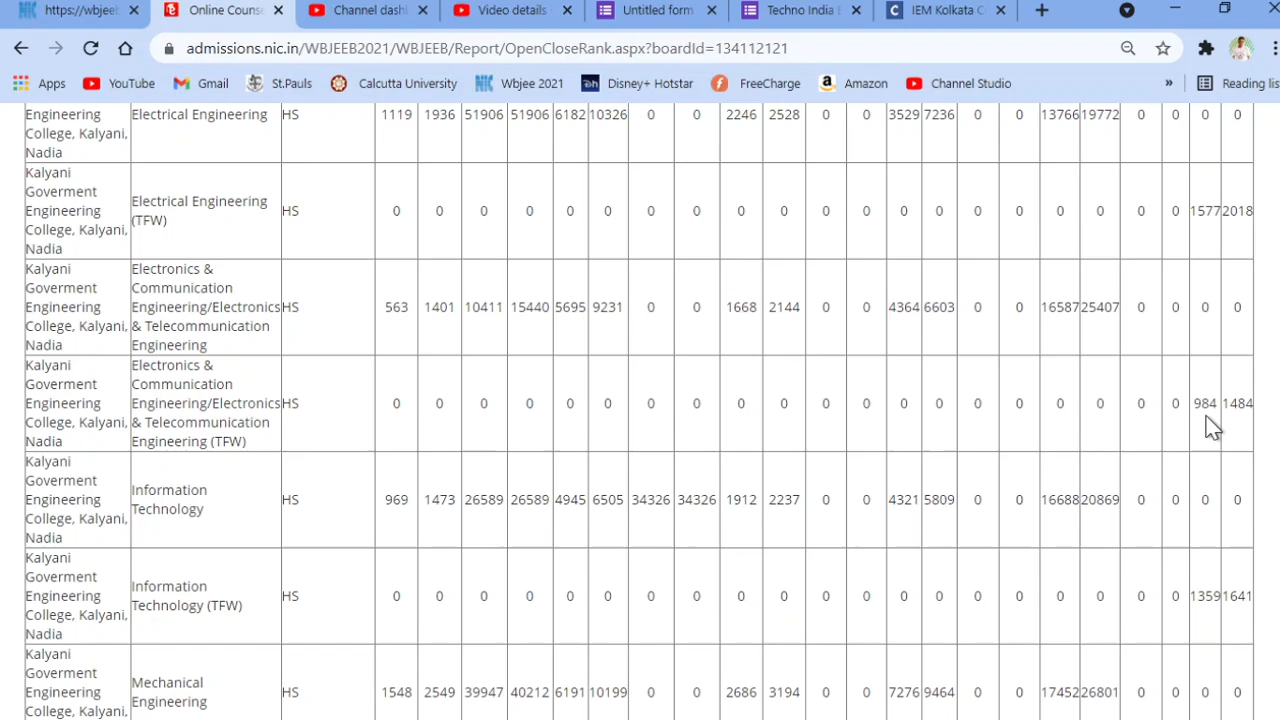 https://wbjeeb
Online Couns
Channel dash
Video details
Untitled form
Techno India E
IEM Kolkata C
admissions.nic.in/WBJEEB2021/WBJEEB/Report/OpenCloseRank.aspx?boardId=134112121
Apps YouTube Gmail St.Pauls Calcutta University Wbjee 2021 Disney+ Hotstar FreeCharge Amazon Channel Studio » Reading lis
Engineering
College, Kalyani,
Nadia
Electrical Engineering
HS 1119 1936 51906 51906 6182 10326 0 0 2246 2528 0 0 3529 7236 0 0 13766 19772 0 0 0 0
Kalyani
Goverment
Engineering
College, Kalyani,
Nadia
Electrical Engineering
(TFW)
HS 0 0 0 0 0 0 0 0 0 0 0 0 0 0 0 0 0 0 0 0 1577 2018
Kalyani
Goverment
Engineering
College, Kalyani,
Nadia
Electronics &
Communication
Engineering/Electronics
& Telecommunication
Engineering
HS 563 1401 10411 15440 5695 9231 0 0 1668 2144 0 0 4364 6603 0 0 16587 25407 0 0 0 0
Kalyani
Goverment
Engineering
College, Kalyani,
Nadia
Electronics &
Communication
Engineering/Electronics
& Telecommunication
Engineering (TFW)
HS 0 0 0 0 0 0 0 0 0 0 0 0 0 0 0 0 0 0 0 0 984 1484
Kalyani
Goverment
Engineering
College, Kalyani,
Nadia
Information
Technology
HS 969 1473 26589 26589 4945 6505 34326 34326 1912 2237 0 0 4321 5809 0 0 16688 20869 0 0 0 0
Kalyani
Goverment
Engineering
College, Kalyani,
Nadia
Information
Technology (TFW)
HS 0 0 0 0 0 0 0 0 0 0 0 0 0 0 0 0 0 0 0 0 1359 1641
Kalyani
Goverment
Engineering
College, Kalyani,
Mechanical
Engineering
HS 1548 2549 39947 40212 6191 10199 0 0 2686 3194 0 0 7276 9464 0 0 17452 26801 0 0 0 0